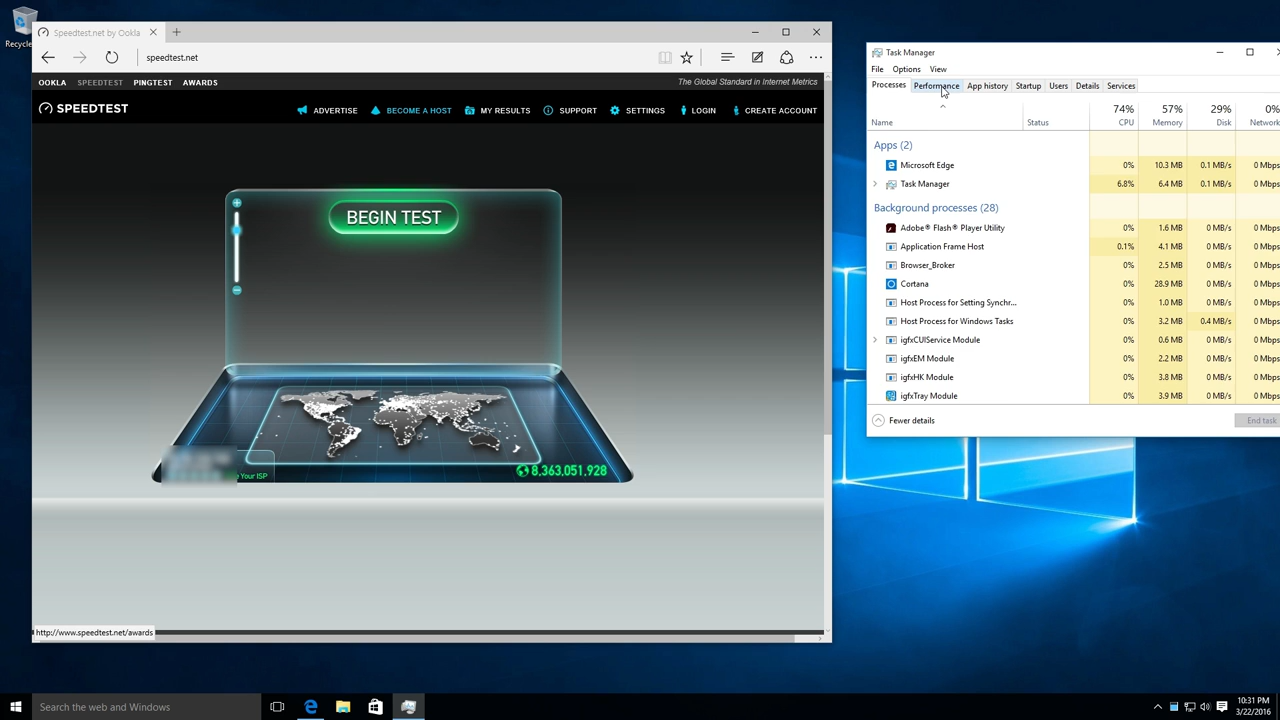 Recycle
Speedtest.net by Ookla
speedtest.net
OOKLA SPEEDTEST PINGTEST AWARDS
The Global Standard in Internet Metrics
SPEEDTEST
ADVERTISE BECOME A HOST MY RESULTS SUPPORT SETTINGS LOGIN CREATE ACCOUNT
BEGIN TEST
Your ISP
8,363,051,928
http://www.speedtest.net/awards
Task Manager
File Options View
Processes Performance App history Startup Users Details Services
74% 57% 29% 0%
Name Status CPU Memory Disk Network
Apps (2)
Microsoft Edge 0% 10.3 MB 0.1 MB/s 0 Mbps
Task Manager 6.8% 6.4 MB 0.1 MB/s 0 Mbps
Background processes (28)
Adobe® Flash® Player Utility 0% 1.6 MB 0 MB/s 0 Mbps
Application Frame Host 0.1% 4.1 MB 0 MB/s 0 Mbps
Browser_Broker 0% 2.5 MB 0 MB/s 0 Mbps
Cortana 0% 28.9 MB 0 MB/s 0 Mbps
Host Process for Setting Synchr... 0% 1.0 MB 0 MB/s 0 Mbps
Host Process for Windows Tasks 0% 3.2 MB 0.4 MB/s 0 Mbps
igfxCUIService Module 0% 0.6 MB 0 MB/s 0 Mbps
igfxEM Module 0% 2.2 MB 0 MB/s 0 Mbps
igfxHK Module 0% 3.8 MB 0 MB/s 0 Mbps
igfxTray Module 0% 3.9 MB 0 MB/s 0 Mbps
Fewer details
End task
Search the web and Windows
10:31 PM
3/22/2016